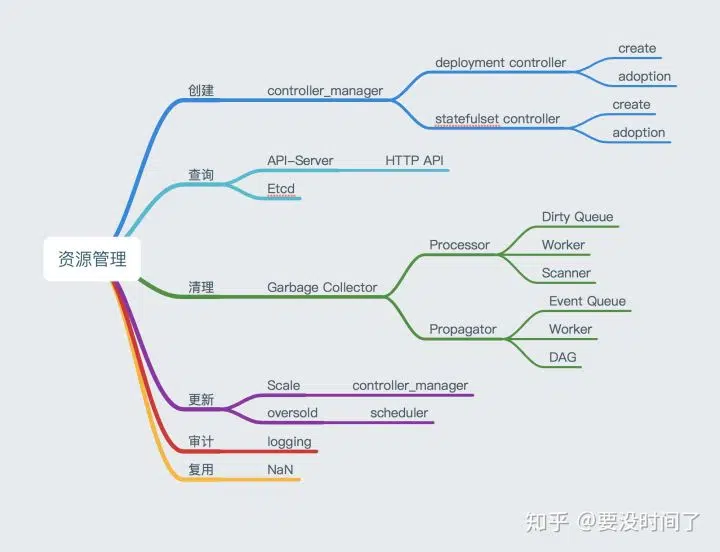 资源管理
创建
controller_manager
deployment controller
create
adoption
statefulset controller
create
adoption
查询
API-Server
HTTP API
Etcd
清理
Garbage Collector
Processor
Dirty Queue
Worker
Scanner
Propagator
Event Queue
Worker
DAG
更新
Scale
controller_manager
oversold
scheduler
审计
logging
复用
NaN
知乎 @要没时间了